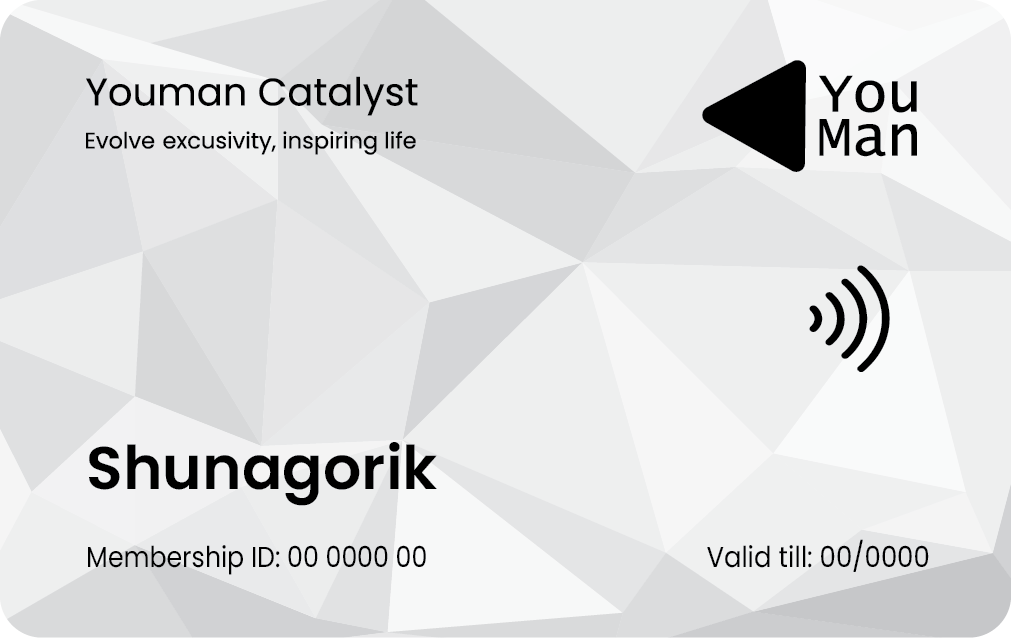 Youman Catalyst
Evolve excusivity, inspiring life
You
Man
Shunagorik
Membership ID: 00 0000 00
Valid till: 00/0000